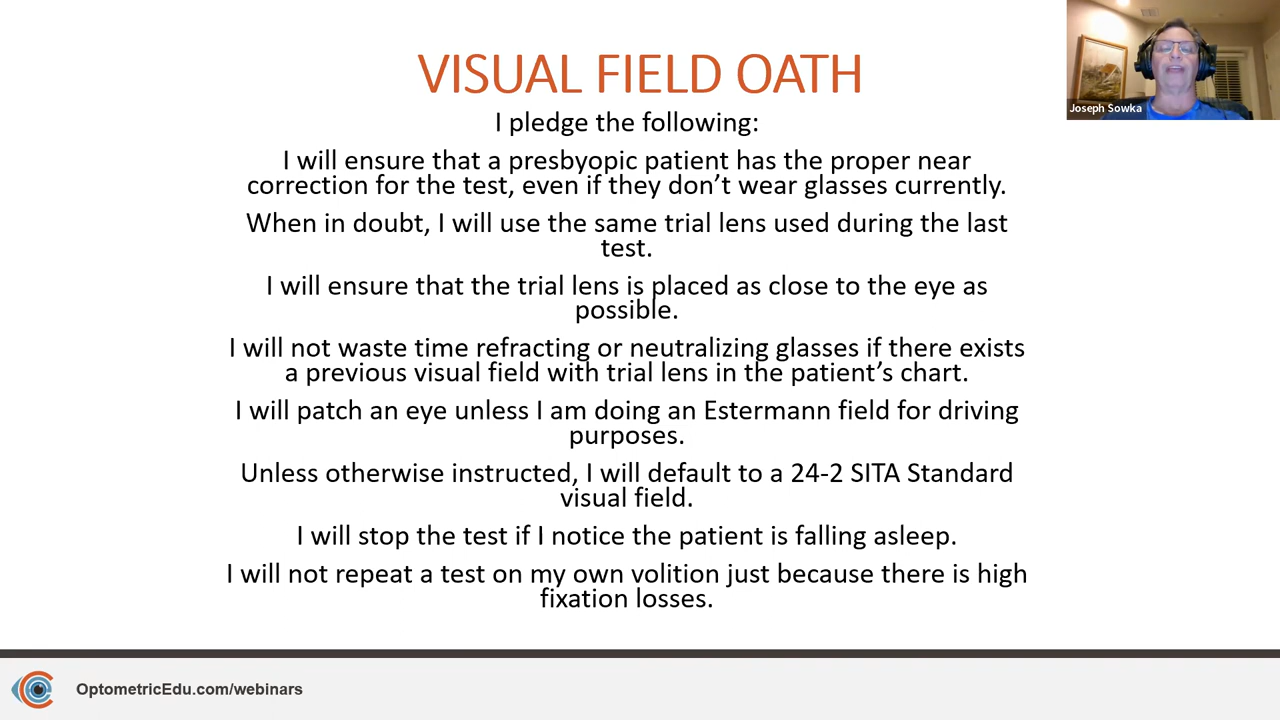 VISUAL FIELD OATH
Joseph Sowka
I pledge the following:
I will ensure that a presbyopic patient has the proper near
correction for the test, even if they don’t wear glasses currently.
When in doubt, I will use the same trial lens used during the last
test.
I will ensure that the trial lens is placed as close to the eye as
possible.
I will not waste time refracting or neutralizing glasses if there exists
a previous visual field with trial lens in the patient’s chart.
I will patch an eye unless I am doing an Estermann field for driving
purposes.
Unless otherwise instructed, I will default to a 24-2 SITA Standard
visual field.
I will stop the test if I notice the patient is falling asleep.
I will not repeat a test on my own volition just because there is high
fixation losses.
OptometricEdu.com/webinars